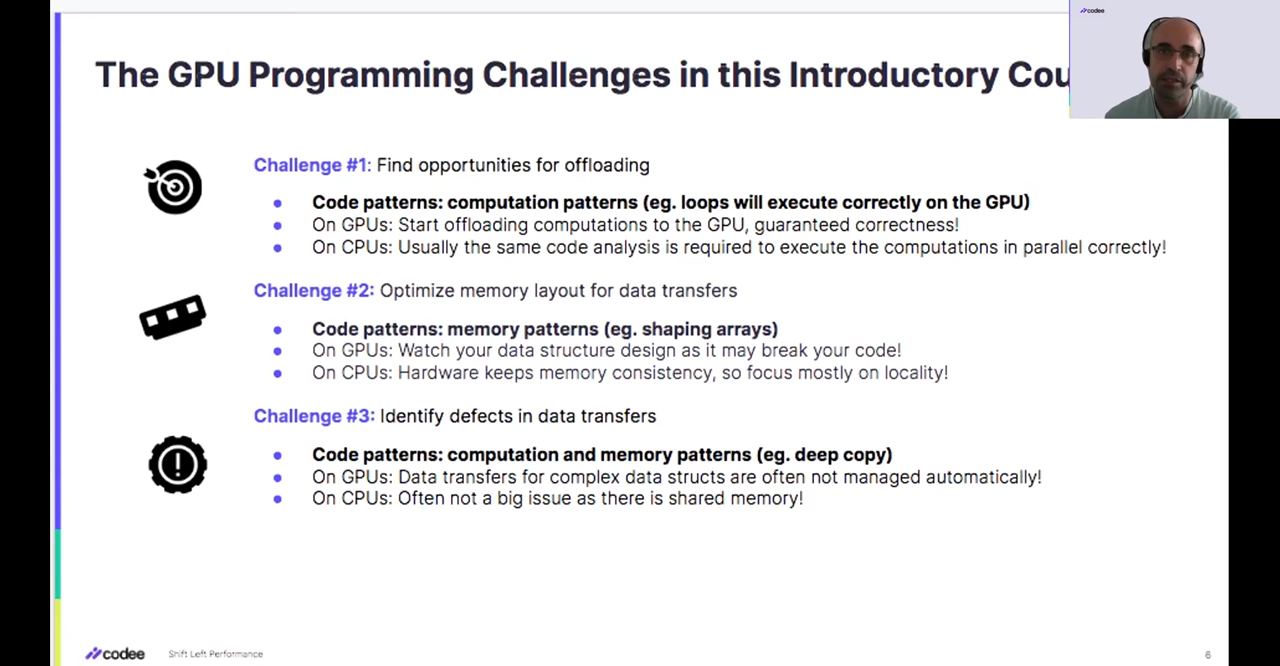 codee
The GPU Programming Challenges in this Introductory Cou
Challenge #1: Find opportunities for offloading
Code patterns: computation patterns (eg. loops will execute correctly on the GPU)
On GPUs: Start offloading computations to the GPU, guaranteed correctness!
On CPUs: Usually the same code analysis is required to execute the computations in parallel correctly!
Challenge #2: Optimize memory layout for data transfers
Code patterns: memory patterns (eg. shaping arrays)
On GPUs: Watch your data structure design as it may break your code!
On CPUs: Hardware keeps memory consistency, so focus mostly on locality!
Challenge #3: Identify defects in data transfers
Code patterns: computation and memory patterns (eg. deep copy)
On GPUs: Data transfers for complex data structs are often not managed automatically!
On CPUs: Often not a big issue as there is shared memory!
codee Shift Left Performance 6